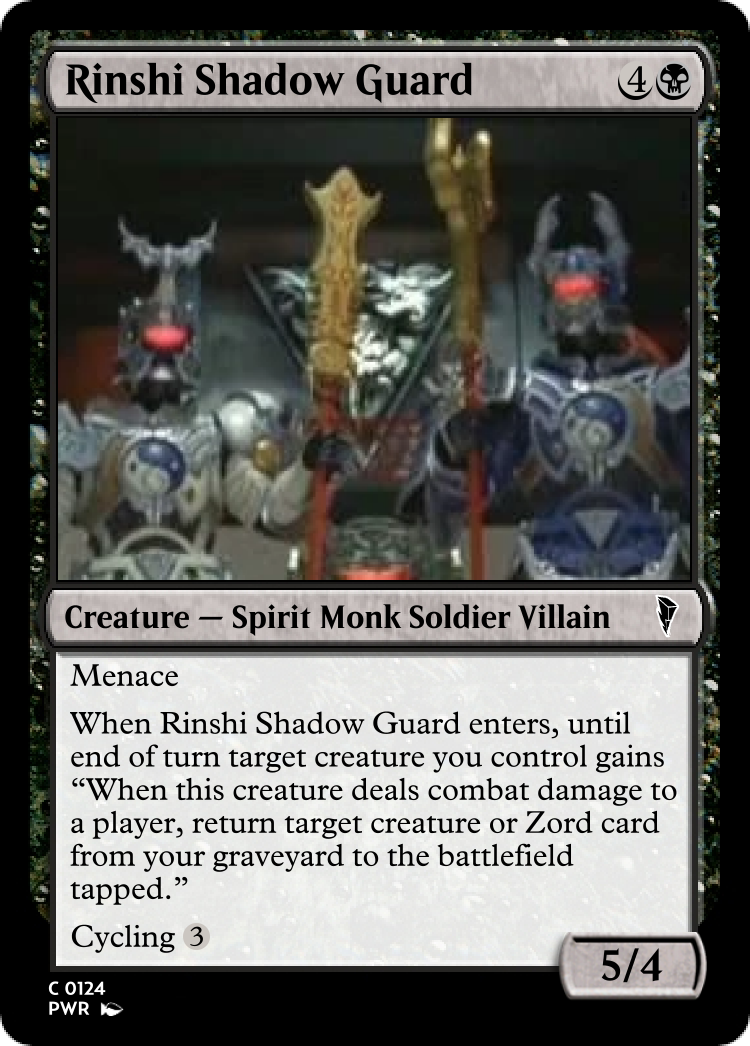 Rinshi Shadow Guard 4
Creature — Spirit Monk Soldier Villain
Menace
When Rinshi Shadow Guard enters, until
end of turn target creature you control gains
“When this creature deals combat damage to
a player, return target creature or Zord card
from your graveyard to the battlefield
tapped.”
Cycling 3
5/4
C 0124
PWR